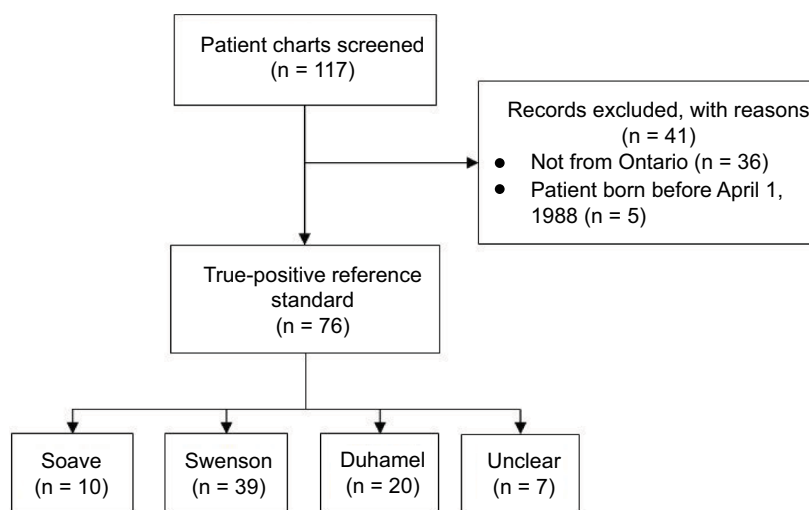 Patient charts screened
(n = 117)
Records excluded, with reasons
(n = 41)
● Not from Ontario (n = 36)
● Patient born before April 1,
1988 (n = 5)
True-positive reference
standard
(n = 76)
Soave
(n = 10)
Swenson
(n = 39)
Duhamel
(n = 20)
Unclear
(n = 7)